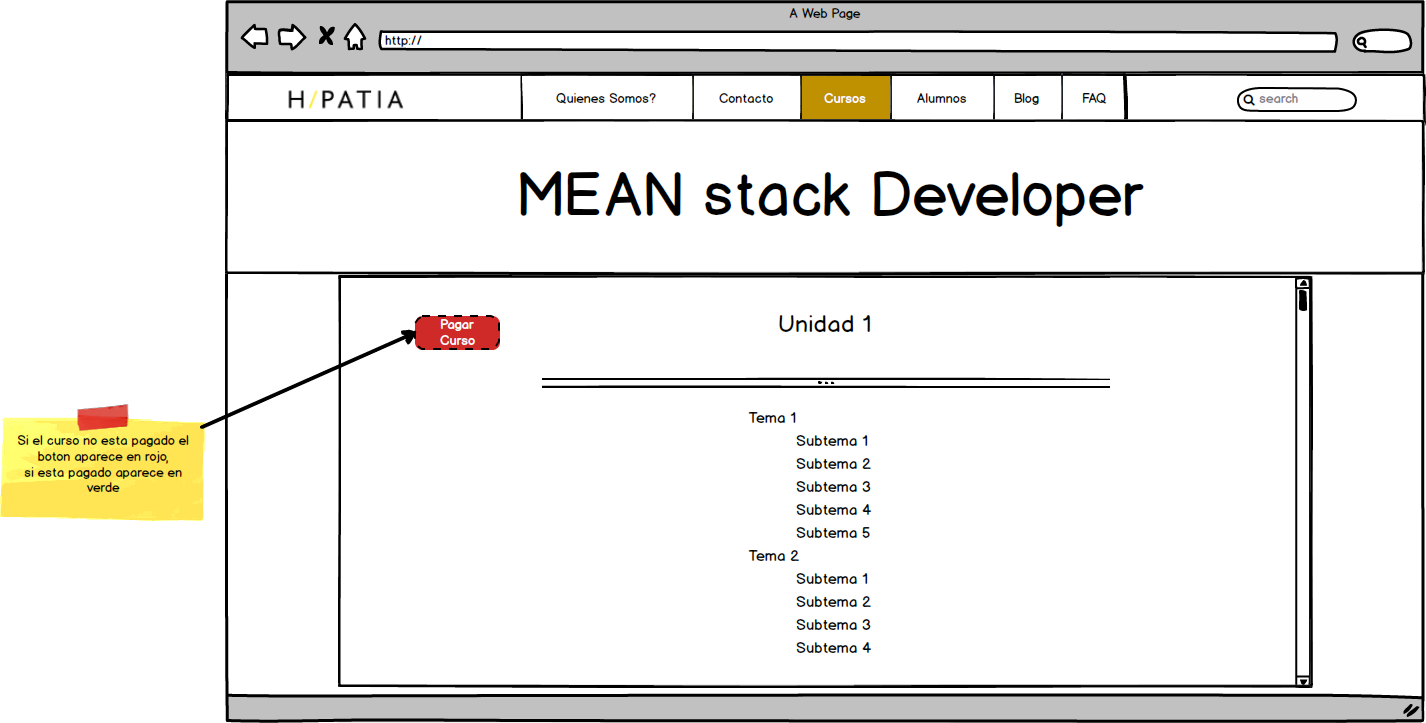 A Web Page
http://
H/PATIA
Quienes Somos?
Contacto
Cursos
Alumnos
Blog
FAQ
search
MEAN stack Developer
Pagar
Curso
Unidad 1
Tema 1
Subtema 1
Subtema 2
Subtema 3
Subtema 4
Subtema 5
Tema 2
Subtema 1
Subtema 2
Subtema 3
Subtema 4
Si el curso no esta pagado el
boton aparece en rojo,
si esta pagado aparece en
verde